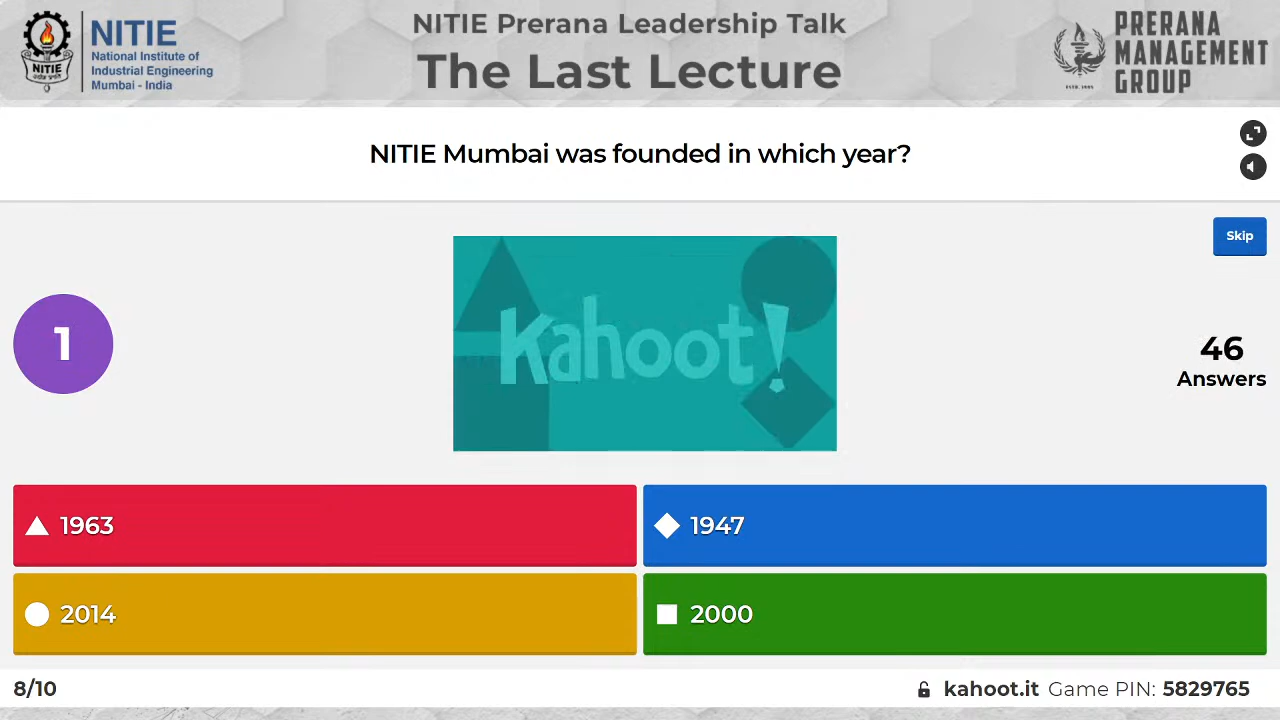 NITIE
National Institute of
Industrial Engineering
Mumbai - India
NITIE
NITIE Prerana Leadership Talk
The Last Lecture
PRERANA
MANAGEMENT
GROUP
NITIE Mumbai was founded in which year?
Skip
1
Kahoot!
46
Answers
1963
1947
2014
2000
8/10
kahoot.it Game PIN: 5829765